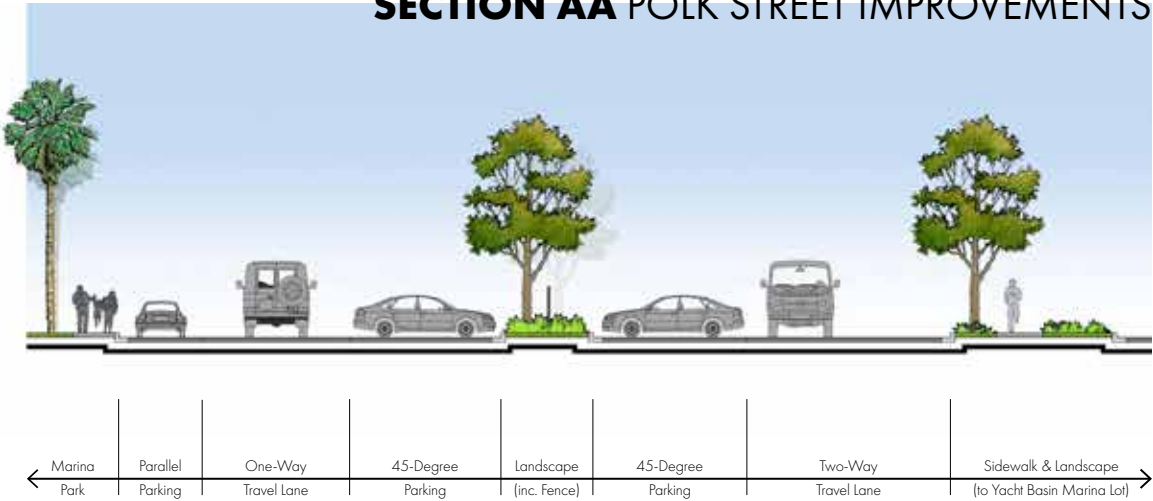 SECTION AA POLK STREET IMPROVEMENTS
Marina
Park
Parallel
Parking
One-Way
Travel Lane
45-Degree
Parking
Landscape
(inc. Fence)
45-Degree
Parking
Two-Way
Travel Lane
Sidewalk & Landscape
(to Yacht Basin Marina Lot)